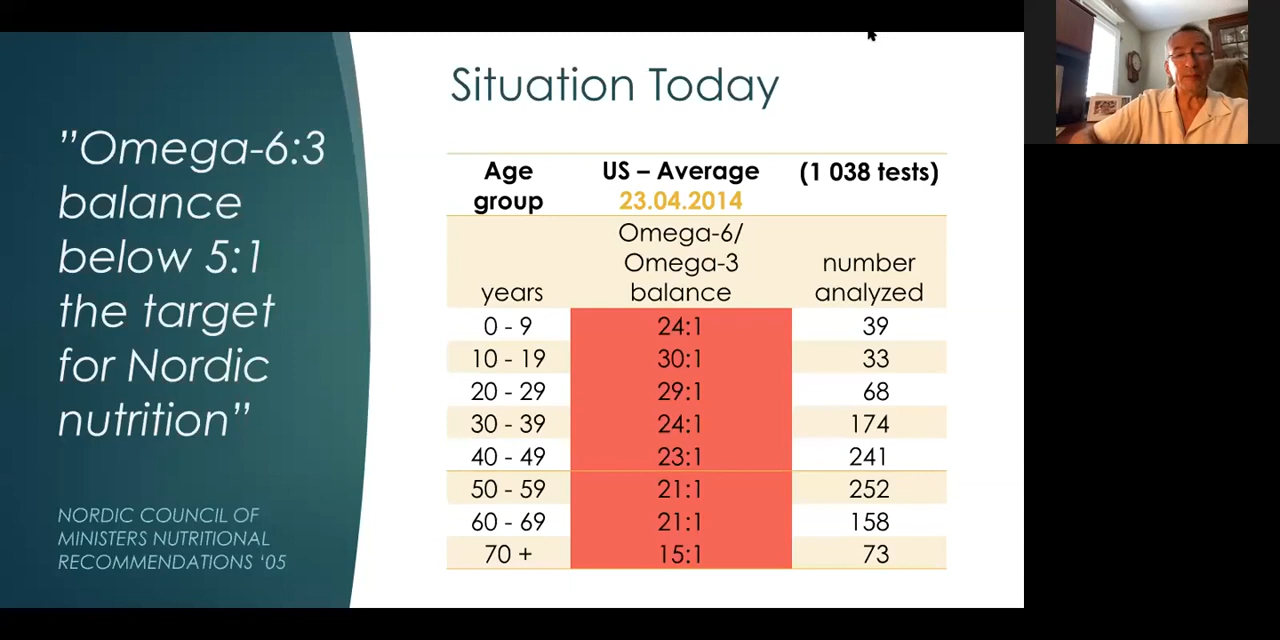 ”Omega-6:3
balance
below 5:1
the target
for Nordic
nutrition”
NORDIC COUNCIL OF
MINISTERS NUTRITIONAL
RECOMMENDATIONS ‘05
Situation Today
Age group US – Average 23.04.2014 (1 038 tests)
years Omega-6/ Omega-3 balance number analyzed
0 - 9 24:1 39
10 - 19 30:1 33
20 - 29 29:1 68
30 - 39 24:1 174
40 - 49 23:1 241
50 - 59 21:1 252
60 - 69 21:1 158
70 + 15:1 73